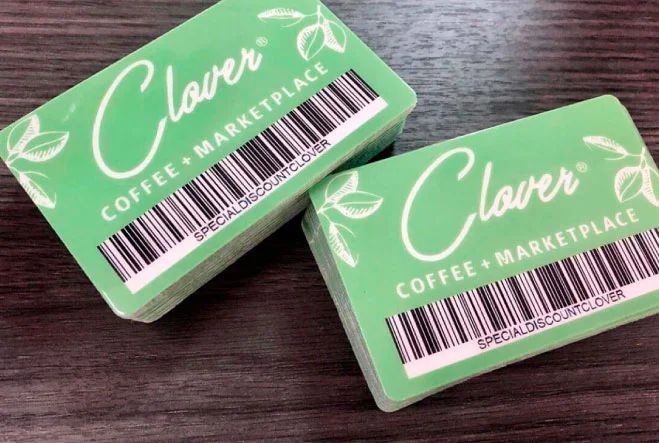 Clover®
COFFEE + MARKETPLACE
SPECIALDISCOUNTCLOVER
Clover®
COFFEE + MARKETPLACE
SPECIALDISCOUNTCLOVER